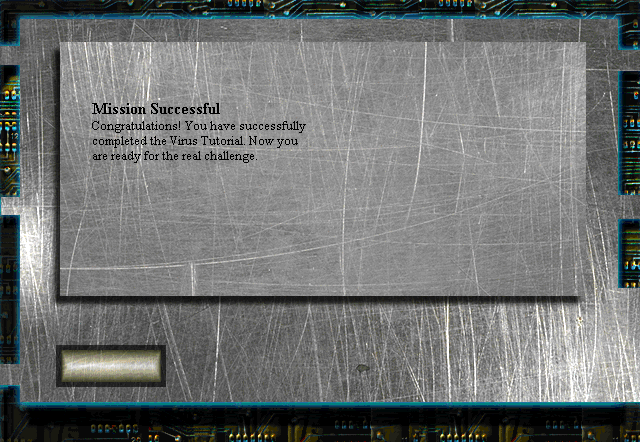 Mission Successful
Congratulations! You have successfully
completed the Virus Tutorial. Now you
are ready for the real challenge.